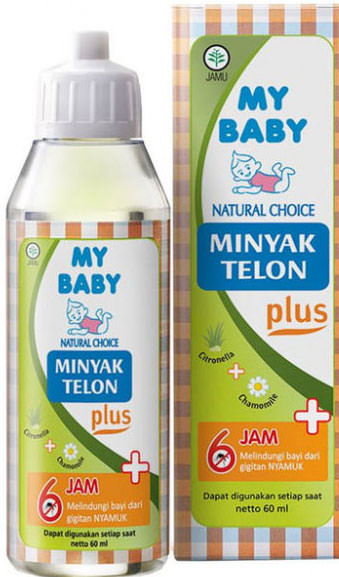 JAMU
MY
BABY
NATURAL CHOICE
MINYAK
TELON
plus
Citronella
+
Chamomile
+
6 JAM
Melindungi bayi dari
gigitan NYAMUK
Dapat digunakan setiap saat
netto 60 ml
JAMU
MY
BABY
NATURAL CHOICE
MINYAK
TELON
plus
Citronella
+
Chamomile
+
6 JAM
Melindungi bayi dari
gigitan NYAMUK
Dapat digunakan setiap saat
netto 60 ml